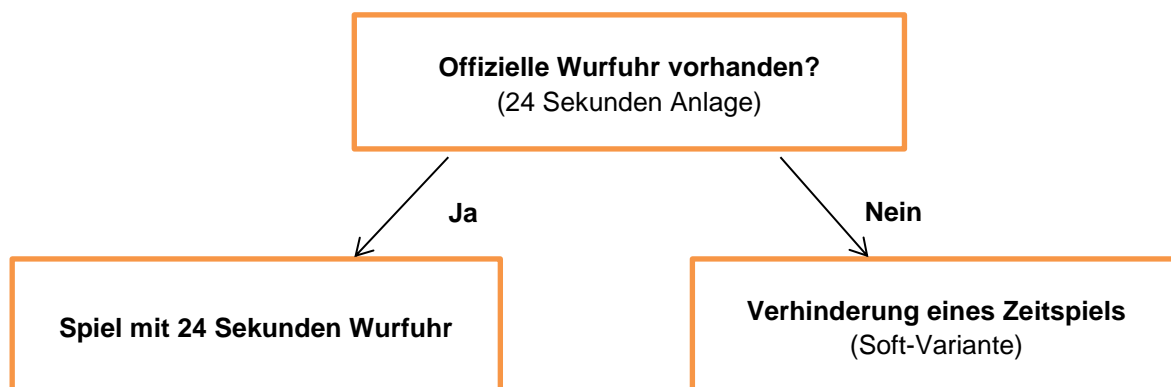 Offizielle Wurfuhr vorhanden?
(24 Sekunden Anlage)
Ja
Nein
Spiel mit 24 Sekunden Wurfuhr
Verhinderung eines Zeitspiels
(Soft-Variante)